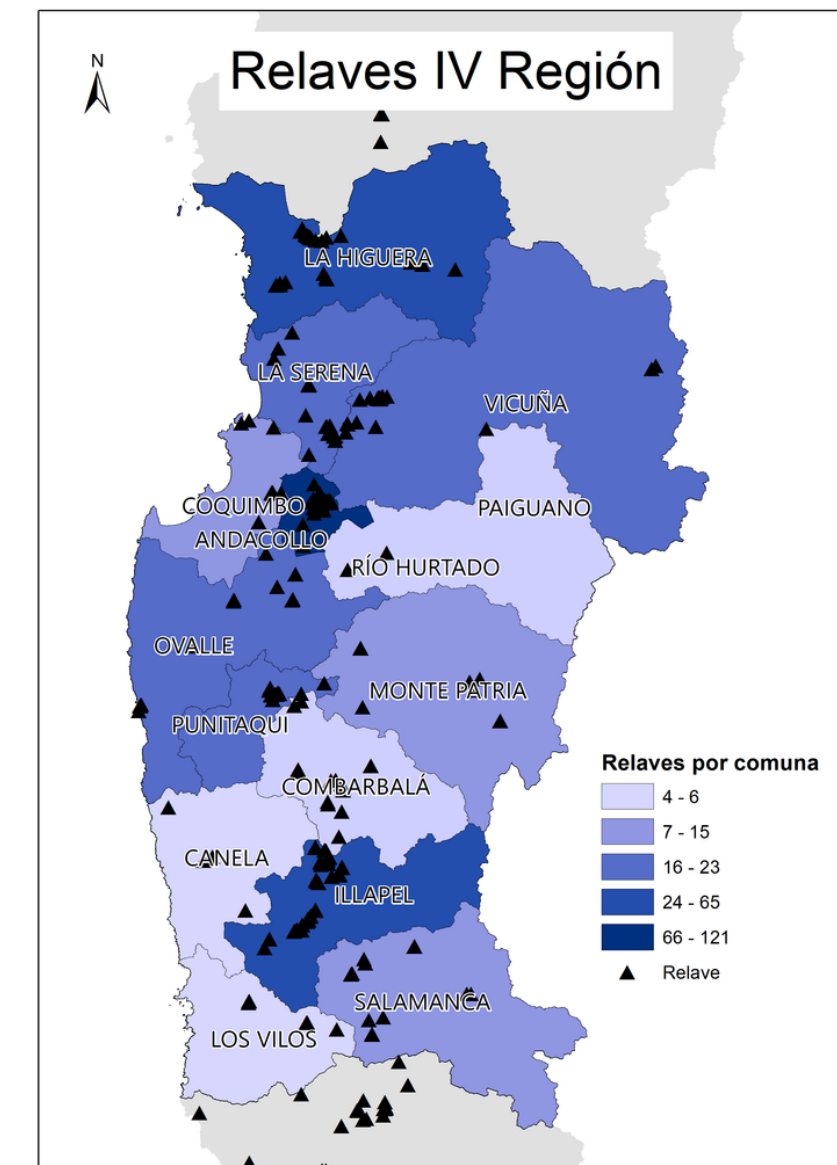 Relaves IV Región
N
LA HIGUERA
LA SERENA
VICUÑA
COQUIMBO
PAIGUANO
ANDACOLLO
RÍO HURTADO
OVALLE
MONTE PATRIA
PUNITAQUI
COMBARBALÁ
CANELA
ILLAPEL
SALAMANCA
LOS VILOS
Relaves por comuna
4 - 6
7 - 15
16 - 23
24 - 65
66 - 121
Relave